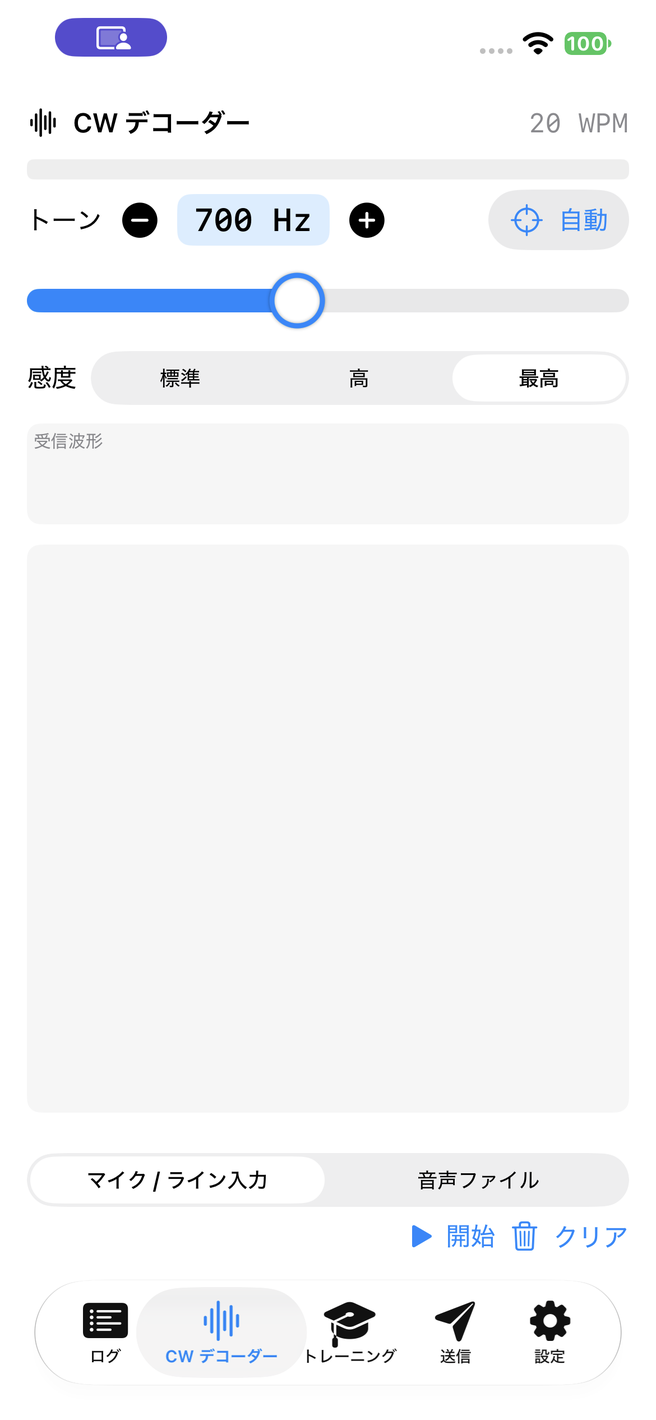 100
CW デコーダー 20 WPM
トーン 700 Hz 自動
感度 標準 高 最高
受信波形
マイク / ライン入力 音声ファイル
開始 クリア
ログ CW デコーダー トレーニング 送信 設定